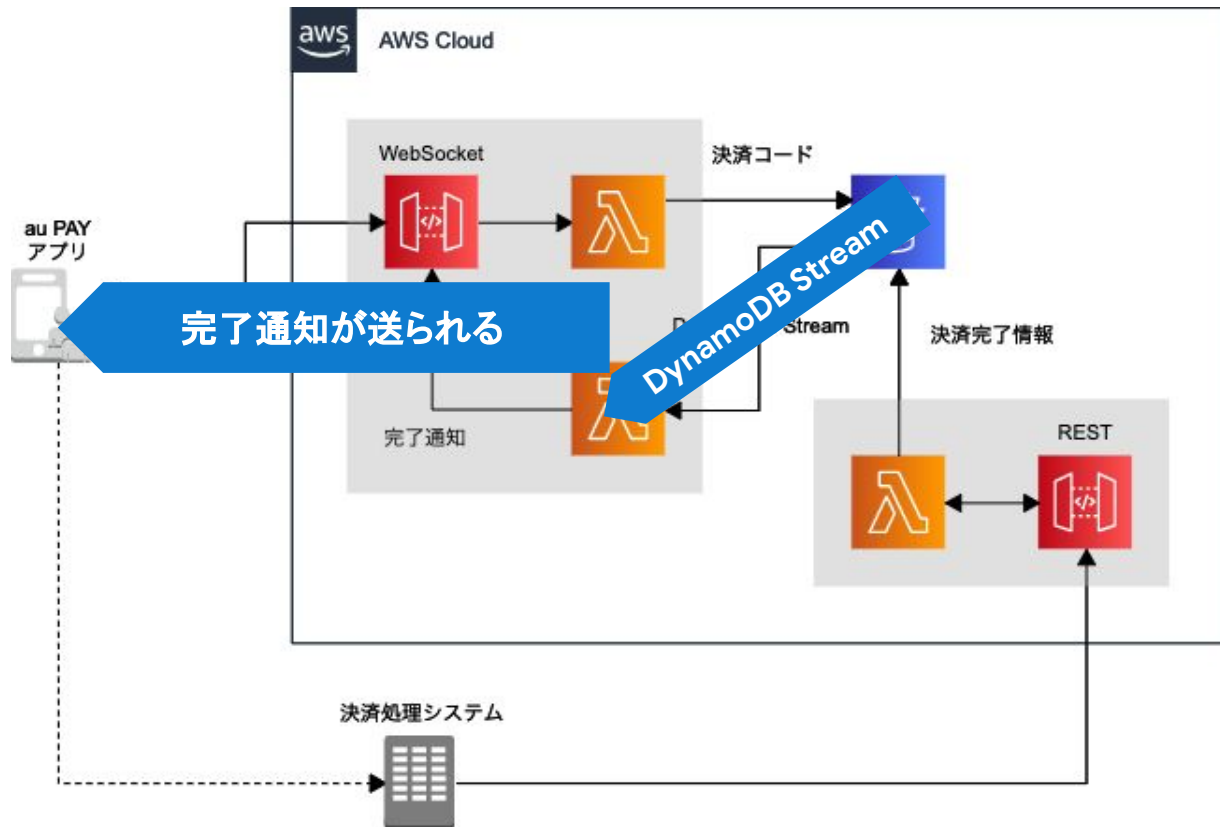 aws
AWS Cloud
WebSocket
決済コード
au PAY
アプリ
完了通知が送られる
DynamoDB Stream
Stream
決済完了情報
完了通知
REST
決済処理システム